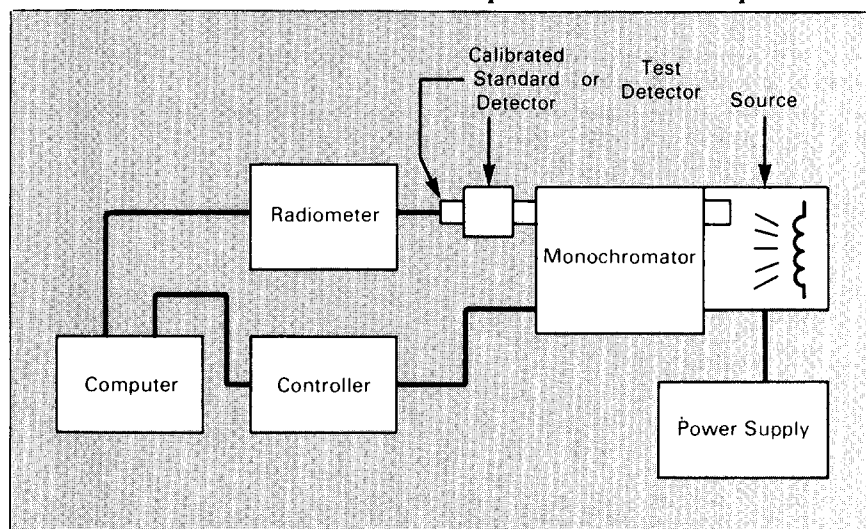 Calibrated
Standard or
Detector
Test
Detector
Source
Radiometer
Monochromator
Computer
Controller
Power Supply